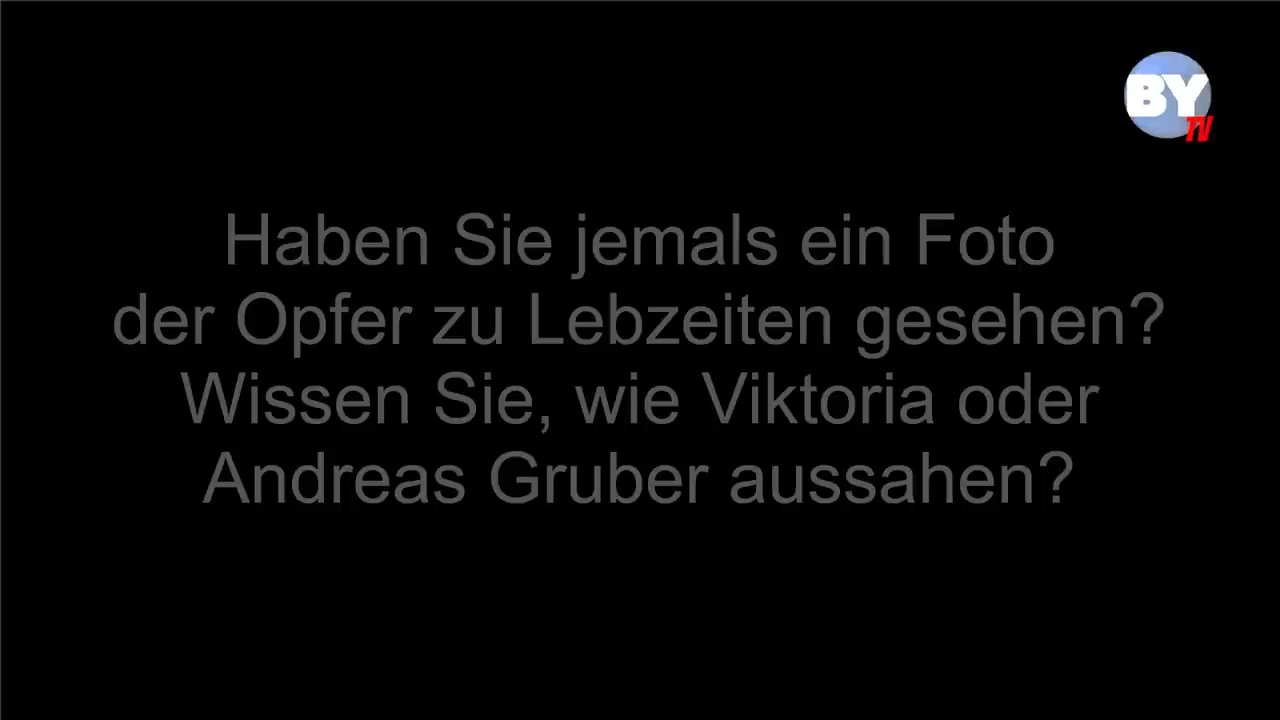 BY
TV
Haben Sie jemals ein Foto
der Opfer zu Lebzeiten gesehen?
Wissen Sie, wie Viktoria oder
Andreas Gruber aussahen?